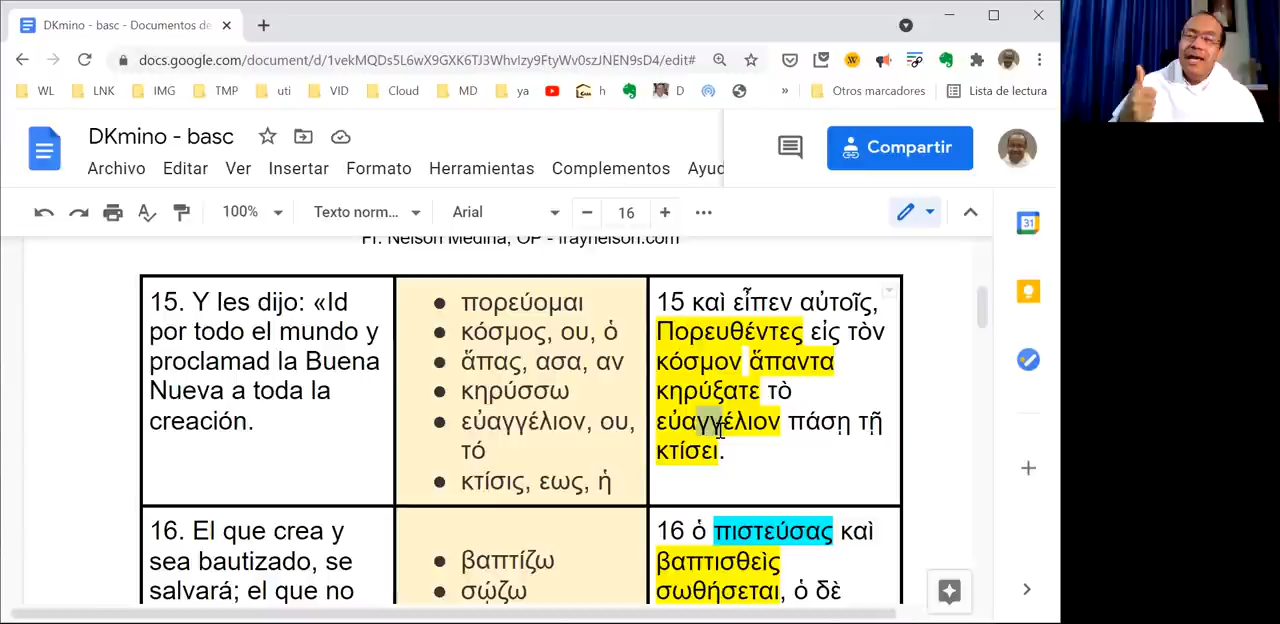 DKmino - basc - Documentos de
docs.google.com/document/d/1vekMQDs5L6wX9GXK6TJ3WhvIzy9FtyWv0szJNEN9sD4/edit#
WL LNK IMG TMP uti VID Cloud MD ya h D » Otros marcadores Lista de lectura
DKmino - basc
Compartir
Archivo Editar Ver Insertar Formato Herramientas Complementos Ayud
100% Texto norm... Arial 16
Fr. Nelson Medina, OP - fraynelson.com
15. Y les dijo: «Id
por todo el mundo y
proclamad la Buena
Nueva a toda la
creación.
● πορεύομαι
● κόσμος, ου, ὁ
● ἅπας, ασα, αν
● κηρύσσω
● εὐαγγέλιον, ου,
τό
● κτίσις, εως, ἡ
15 καὶ εἶπεν αὐτοῖς,
Πορευθέντες εἰς τὸν
κόσμον ἅπαντα
κηρύξατε τὸ
εὐαγγέλιον πάσῃ τῇ
κτίσει.
16. El que crea y
sea bautizado, se
salvará; el que no
● βαπτίζω
● σῴζω
16 ὁ πιστεύσας καὶ
βαπτισθεὶς
σωθήσεται, ὁ δὲ
31